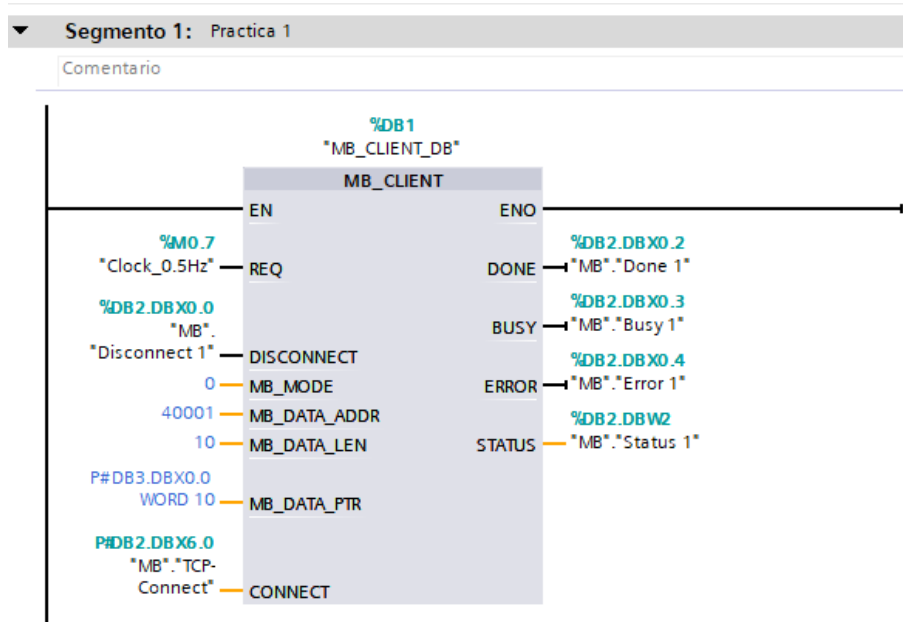 Segmento 1: Practica 1
Comentario
%DB1
"MB_CLIENT_DB"
MB_CLIENT
EN ENO
%M0.7
"Clock_0.5Hz" REQ
%DB2.DBX0.2
DONE "MB"."Done 1"
%DB2.DBX0.0
"MB".
"Disconnect 1" DISCONNECT
%DB2.DBX0.3
BUSY "MB"."Busy 1"
0 MB_MODE
%DB2.DBX0.4
ERROR "MB"."Error 1"
40001 MB_DATA_ADDR
10 MB_DATA_LEN
%DB2.DBW2
STATUS "MB"."Status 1"
P#DB3.DBX0.0
WORD 10 MB_DATA_PTR
P#DB2.DBX6.0
"MB"."TCP-
Connect" CONNECT